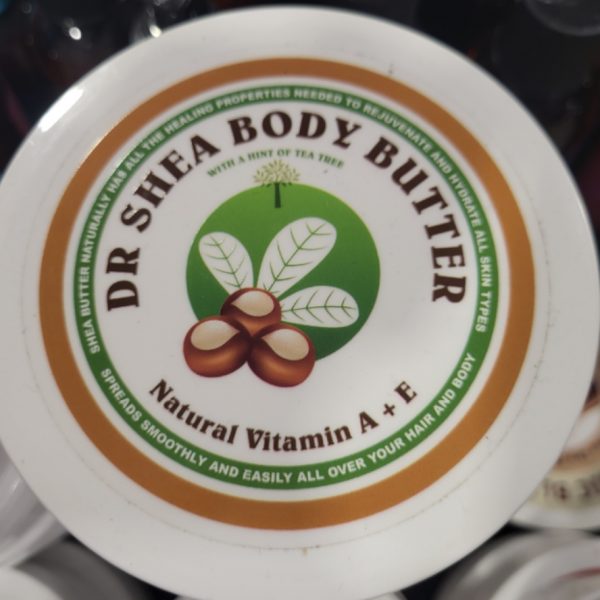 SHEA BUTTER NATURALLY HAS ALL THE HEALING PROPERTIES NEEDED TO REJUVENATE AND HYDRATE ALL SKIN TYPES
DR SHEA BODY BUTTER
WITH A HINT OF TEA TREE
Natural Vitamin A + E
SPREADS SMOOTHLY AND EASILY ALL OVER YOUR HAIR AND BODY